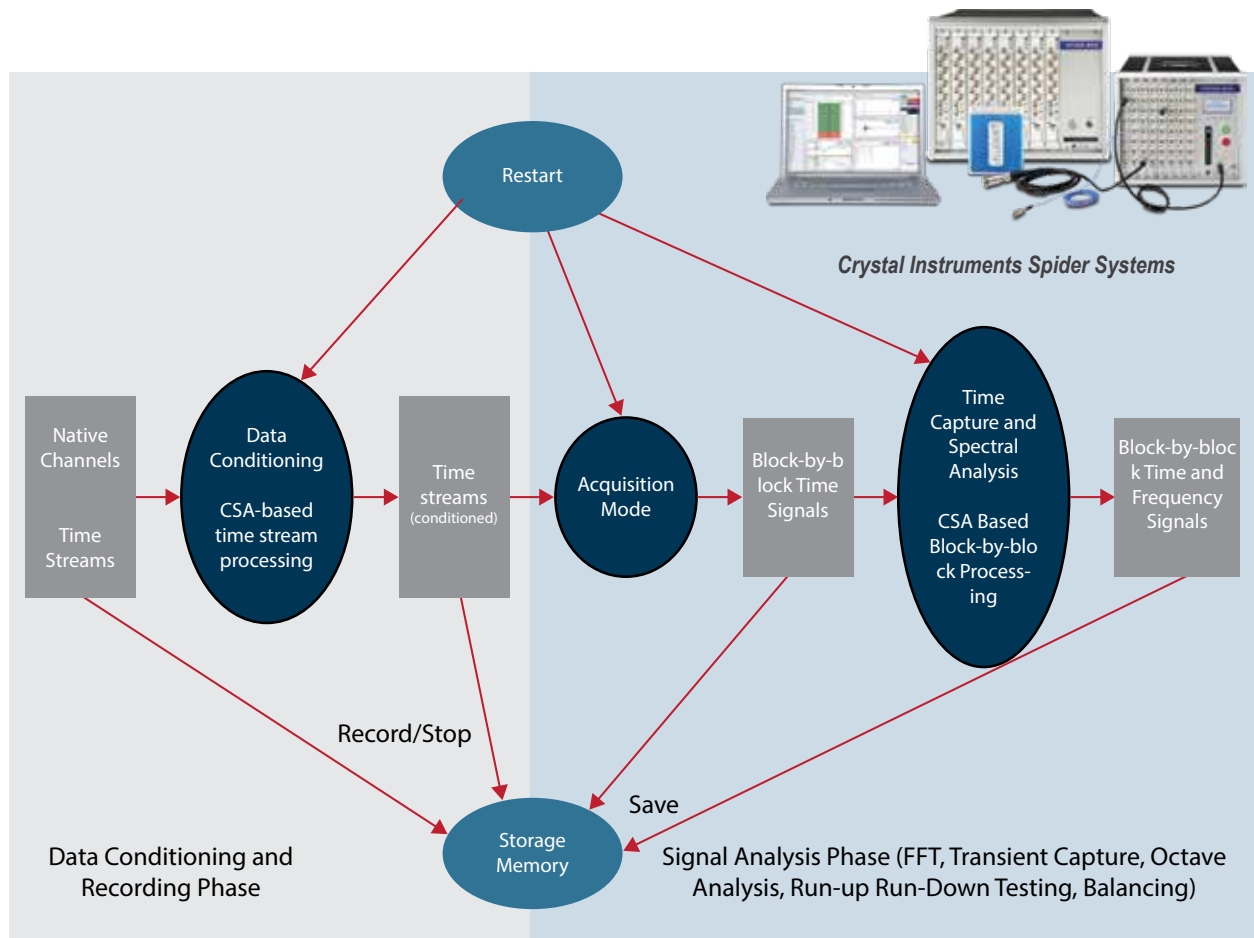 Restart
Crystal Instruments Spider Systems
Native
Channels
Time
Streams
Data
Conditioning
CSA-based
time stream
processing
Time
streams
(conditioned)
Acquisition
Mode
Block-by-b
lock Time
Signals
Time
Capture and
Spectral
Analysis
CSA Based
Block-by-blo
ck Process-
ing
Block-by-bloc
k Time and
Frequency
Signals
Record/Stop
Save
Storage
Memory
Data Conditioning and
Recording Phase
Signal Analysis Phase (FFT, Transient Capture, Octave
Analysis, Run-up Run-Down Testing, Balancing)